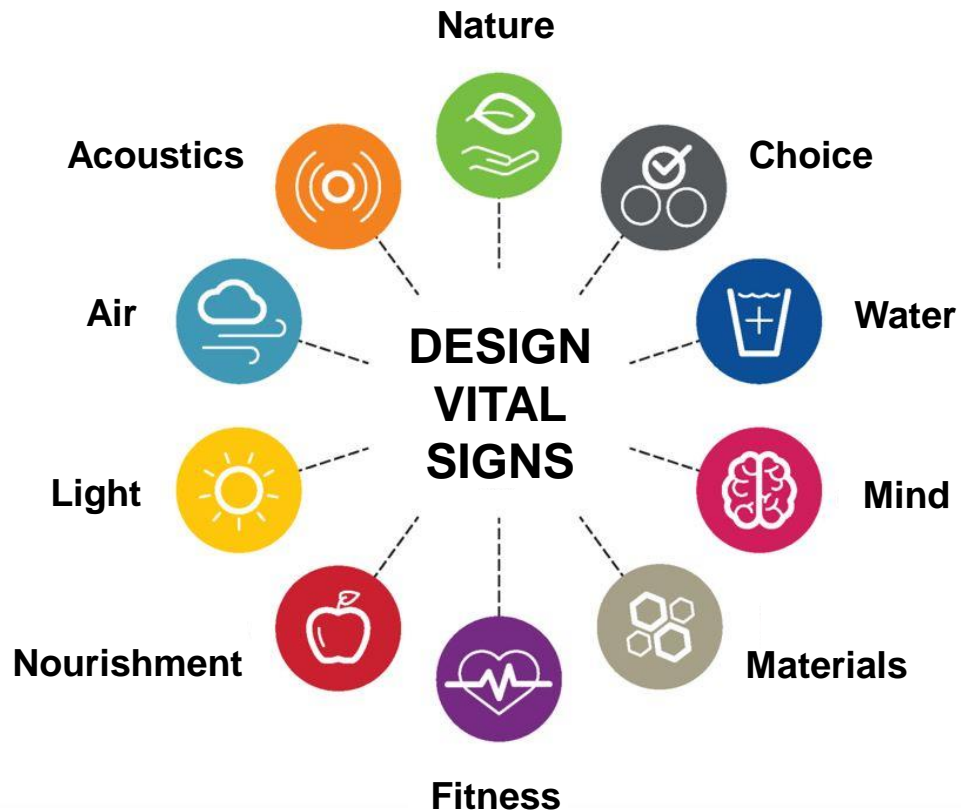 Nature
Acoustics
Choice
Air
Water
DESIGN
VITAL
SIGNS
Light
Mind
Nourishment
Materials
Fitness